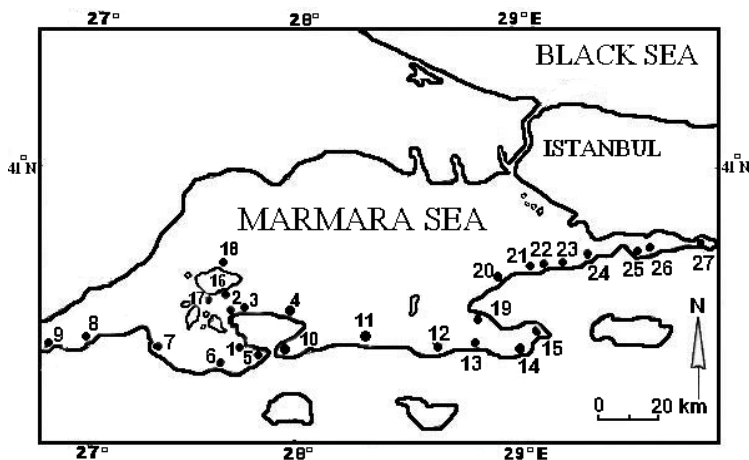 27° 28° 29° E
BLACK SEA
41° N ISTANBUL 41° N
MARMARA SEA
18
16
17 2 3 4
20 21 22 23 24 25 26 27
19
9 8 7 6 1 5 10 11 12 13 14 15
N
0 20 km
27° 28° 29° E